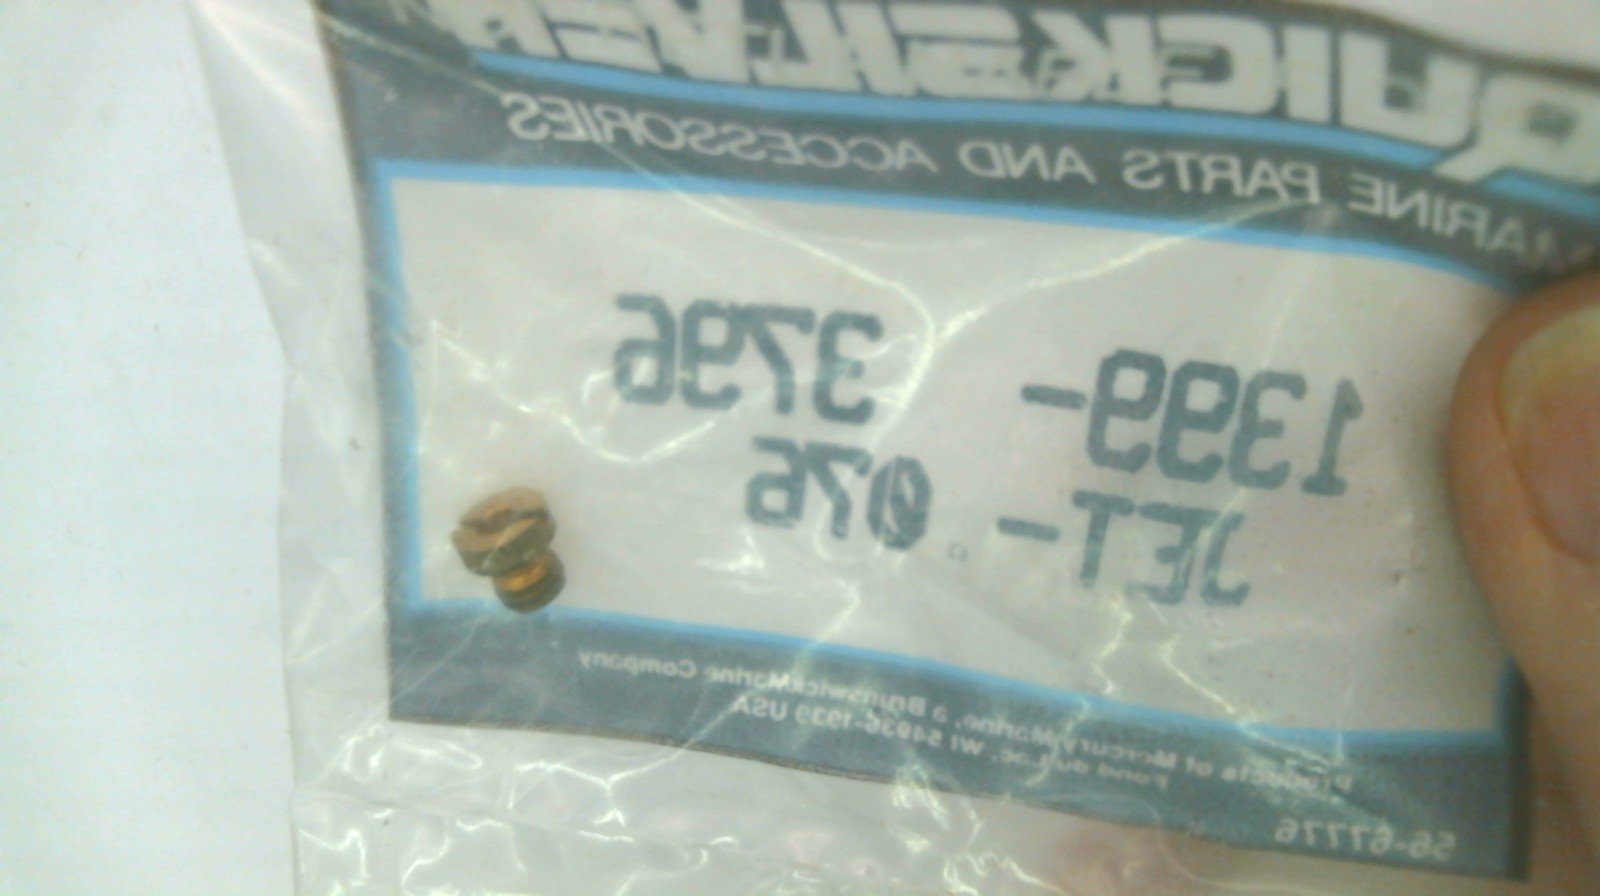 QUICKSILVER
MARINE PARTS AND ACCESSORIES
1399- 3796
JET - 076
Products of Mercury Marine, a Brunswick Marine Company
Fond du Lac, WI 54936-1939 USA
56-67776